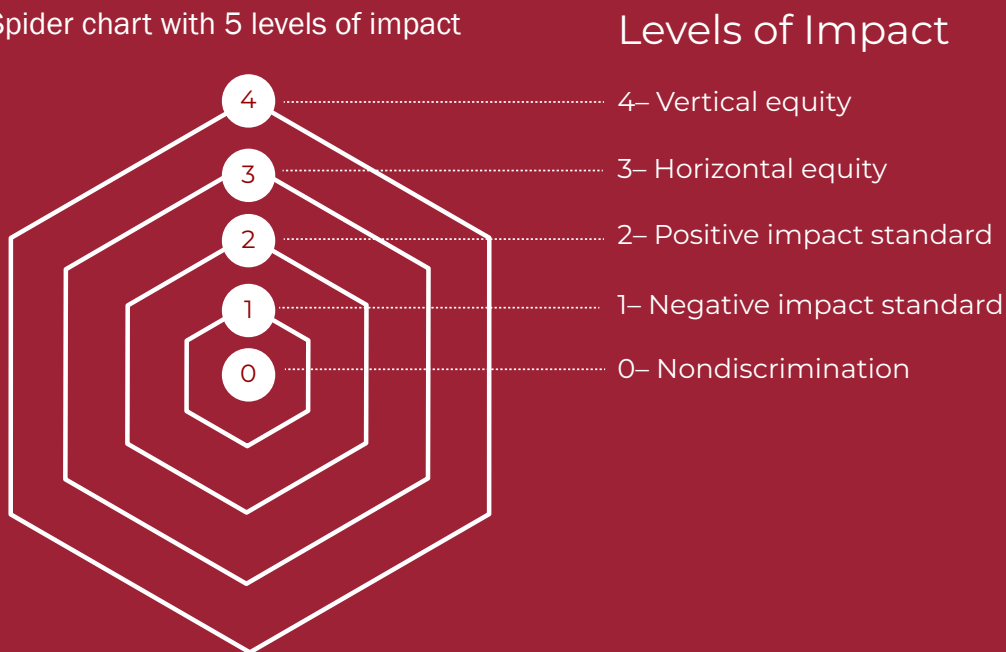 Spider chart with 5 levels of impact
Levels of Impact
4
4– Vertical equity
3
3– Horizontal equity
2
2– Positive impact standard
1
1– Negative impact standard
0
0– Nondiscrimination